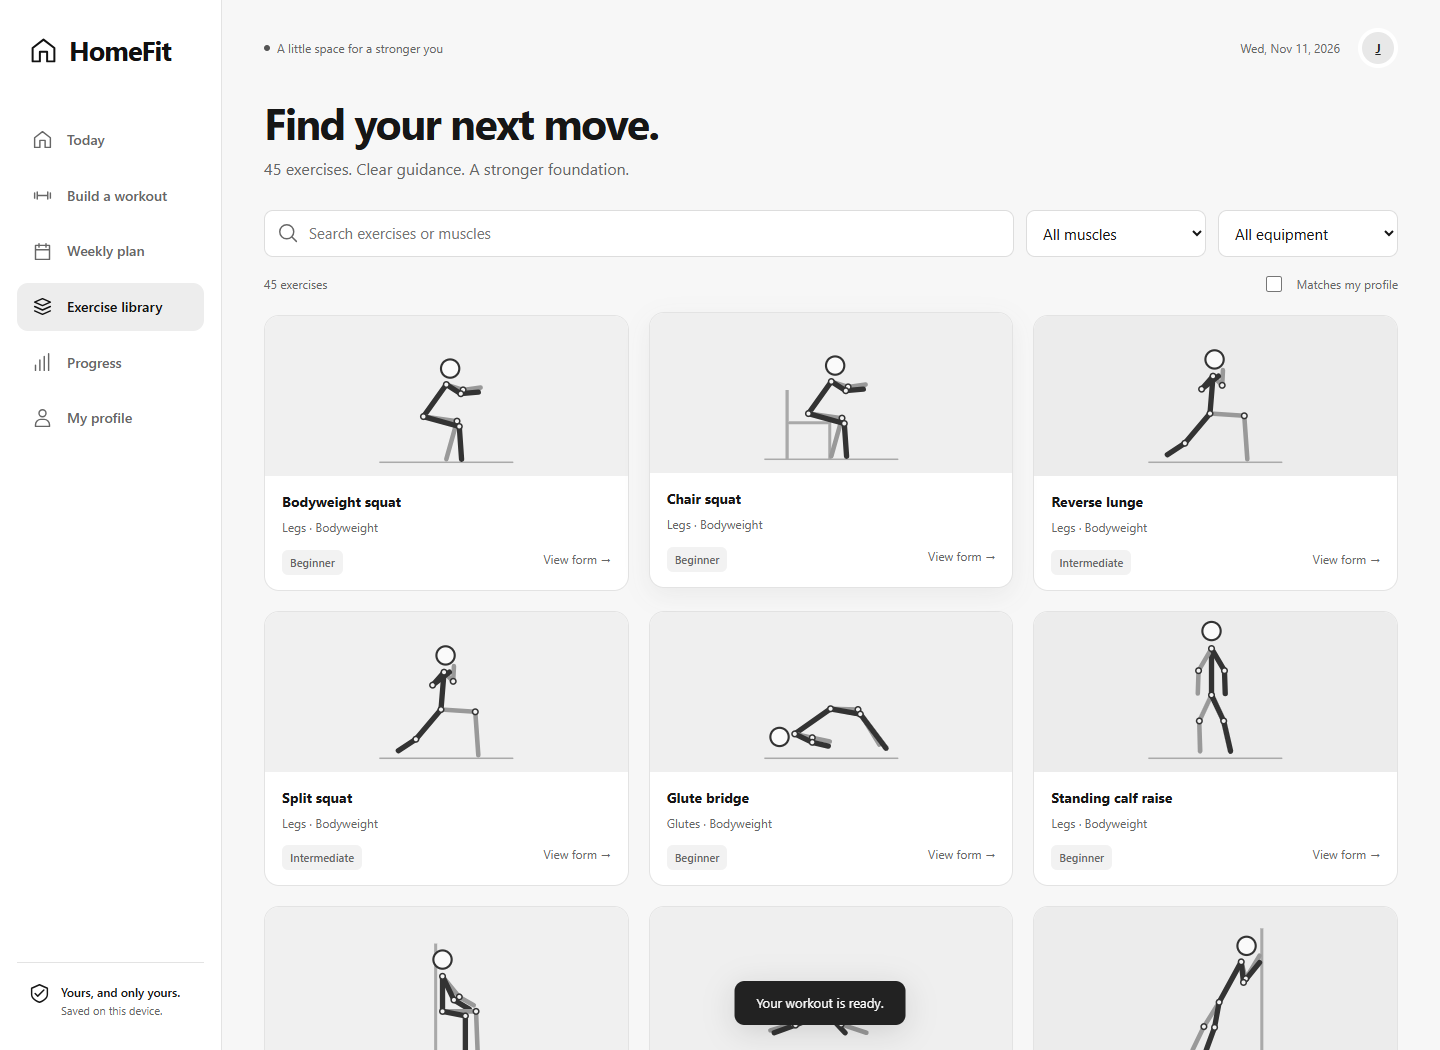 HomeFit
Today
Build a workout
Weekly plan
Exercise library
Progress
My profile
Yours, and only yours.
Saved on this device.
A little space for a stronger you
Wed, Nov 11, 2026
J
Find your next move.
45 exercises. Clear guidance. A stronger foundation.
Search exercises or muscles
All muscles
All equipment
45 exercises
Matches my profile
Bodyweight squat
Legs · Bodyweight
Beginner
View form →
Chair squat
Legs · Bodyweight
Beginner
View form →
Reverse lunge
Legs · Bodyweight
Intermediate
View form →
Split squat
Legs · Bodyweight
Intermediate
View form →
Glute bridge
Glutes · Bodyweight
Beginner
View form →
Standing calf raise
Legs · Bodyweight
Beginner
View form →
Your workout is ready.